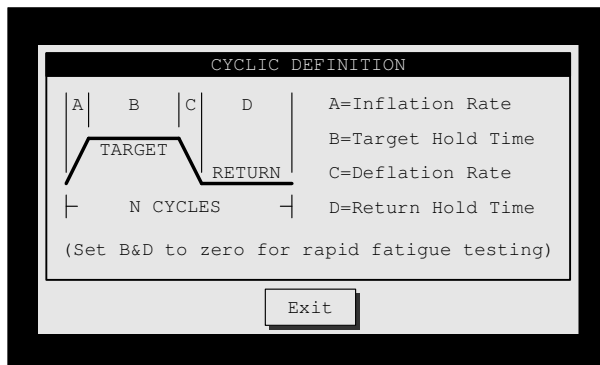 CYCLIC DEFINITION
A B C D
TARGET
RETURN
N CYCLES
A=Inflation Rate
B=Target Hold Time
C=Deflation Rate
D=Return Hold Time
(Set B&D to zero for rapid fatigue testing)
Exit